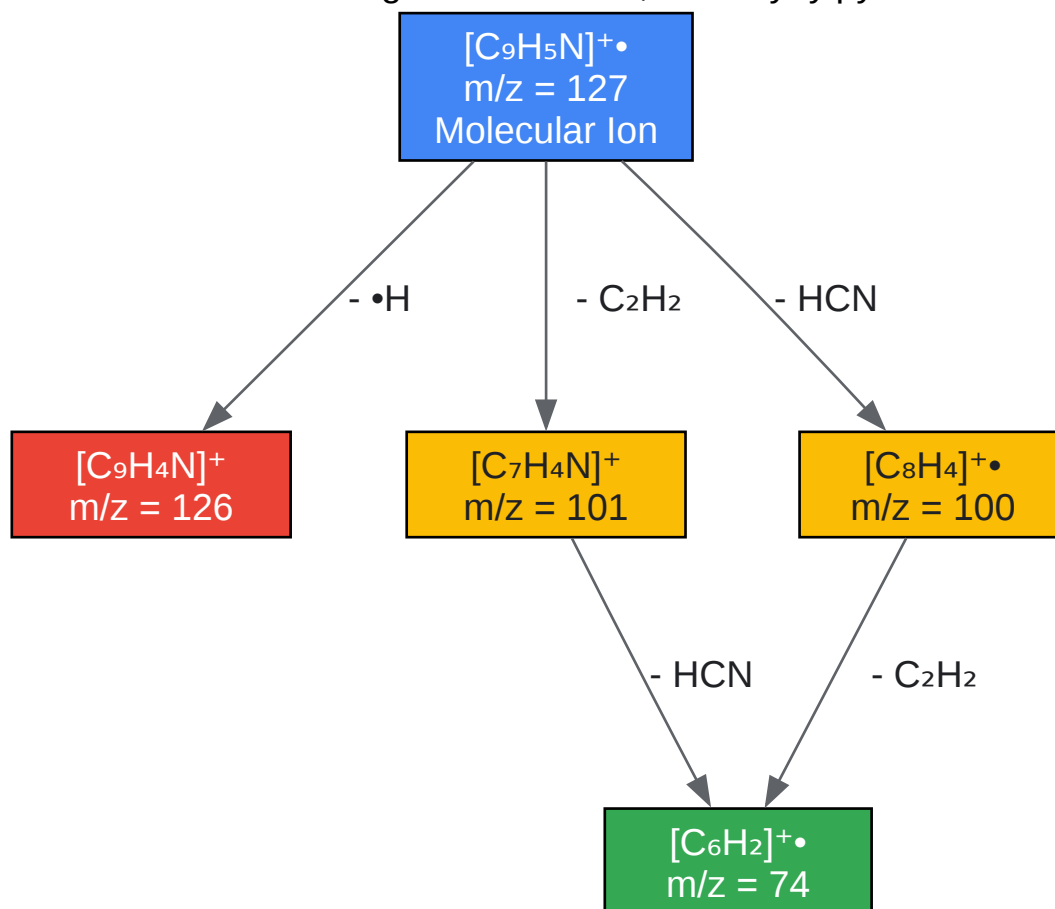 [C₉H₅N]⁺•
m/z = 127
Molecular Ion
- •H
- C₂H₂
- HCN
[C₉H₄N]⁺
m/z = 126
[C₇H₄N]⁺
m/z = 101
[C₈H₄]⁺•
m/z = 100
- HCN
- C₂H₂
[C₆H₂]⁺•
m/z = 74